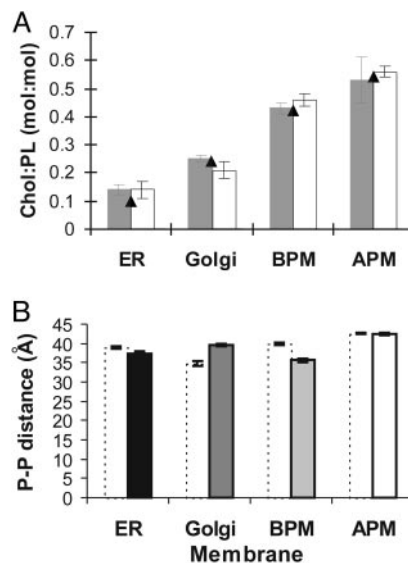 A
Chol:PL (mol:mol)
0.7
0.6
0.5
0.4
0.3
0.2
0.1
0
ER Golgi BPM APM
B
P-P distance (Å)
45
40
35
30
25
20
15
10
5
0
ER Golgi BPM APM
Membrane